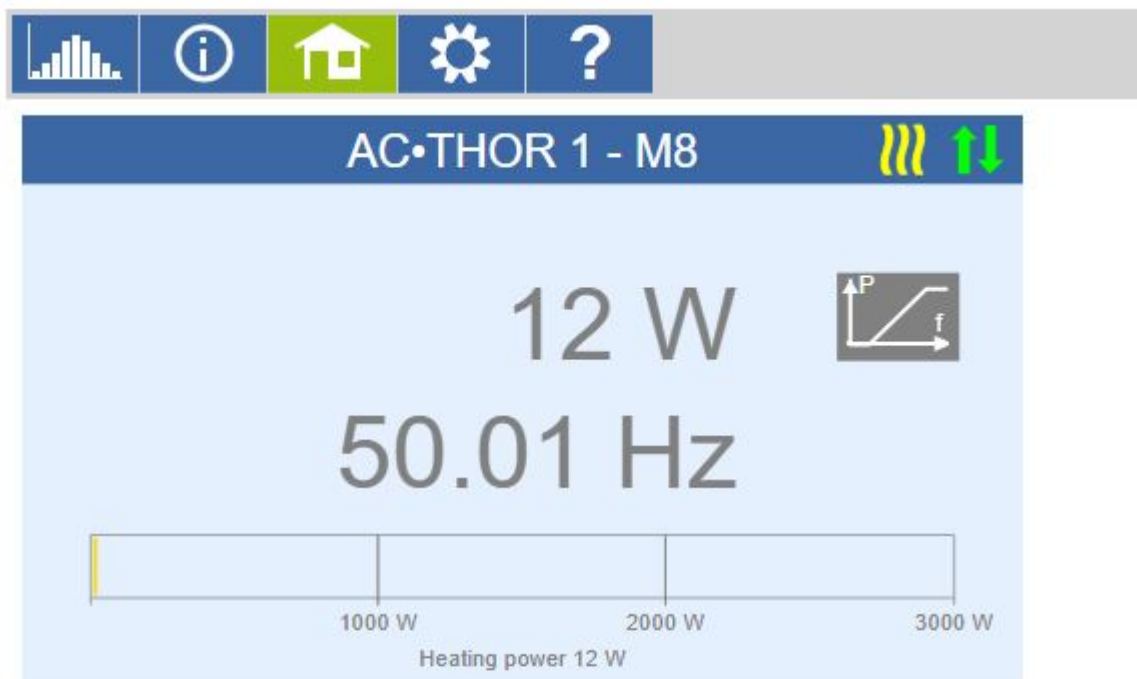 ?
AC•THOR 1 - M8
P
12 W
f
50.01 Hz
1000 W 2000 W 3000 W
Heating power 12 W